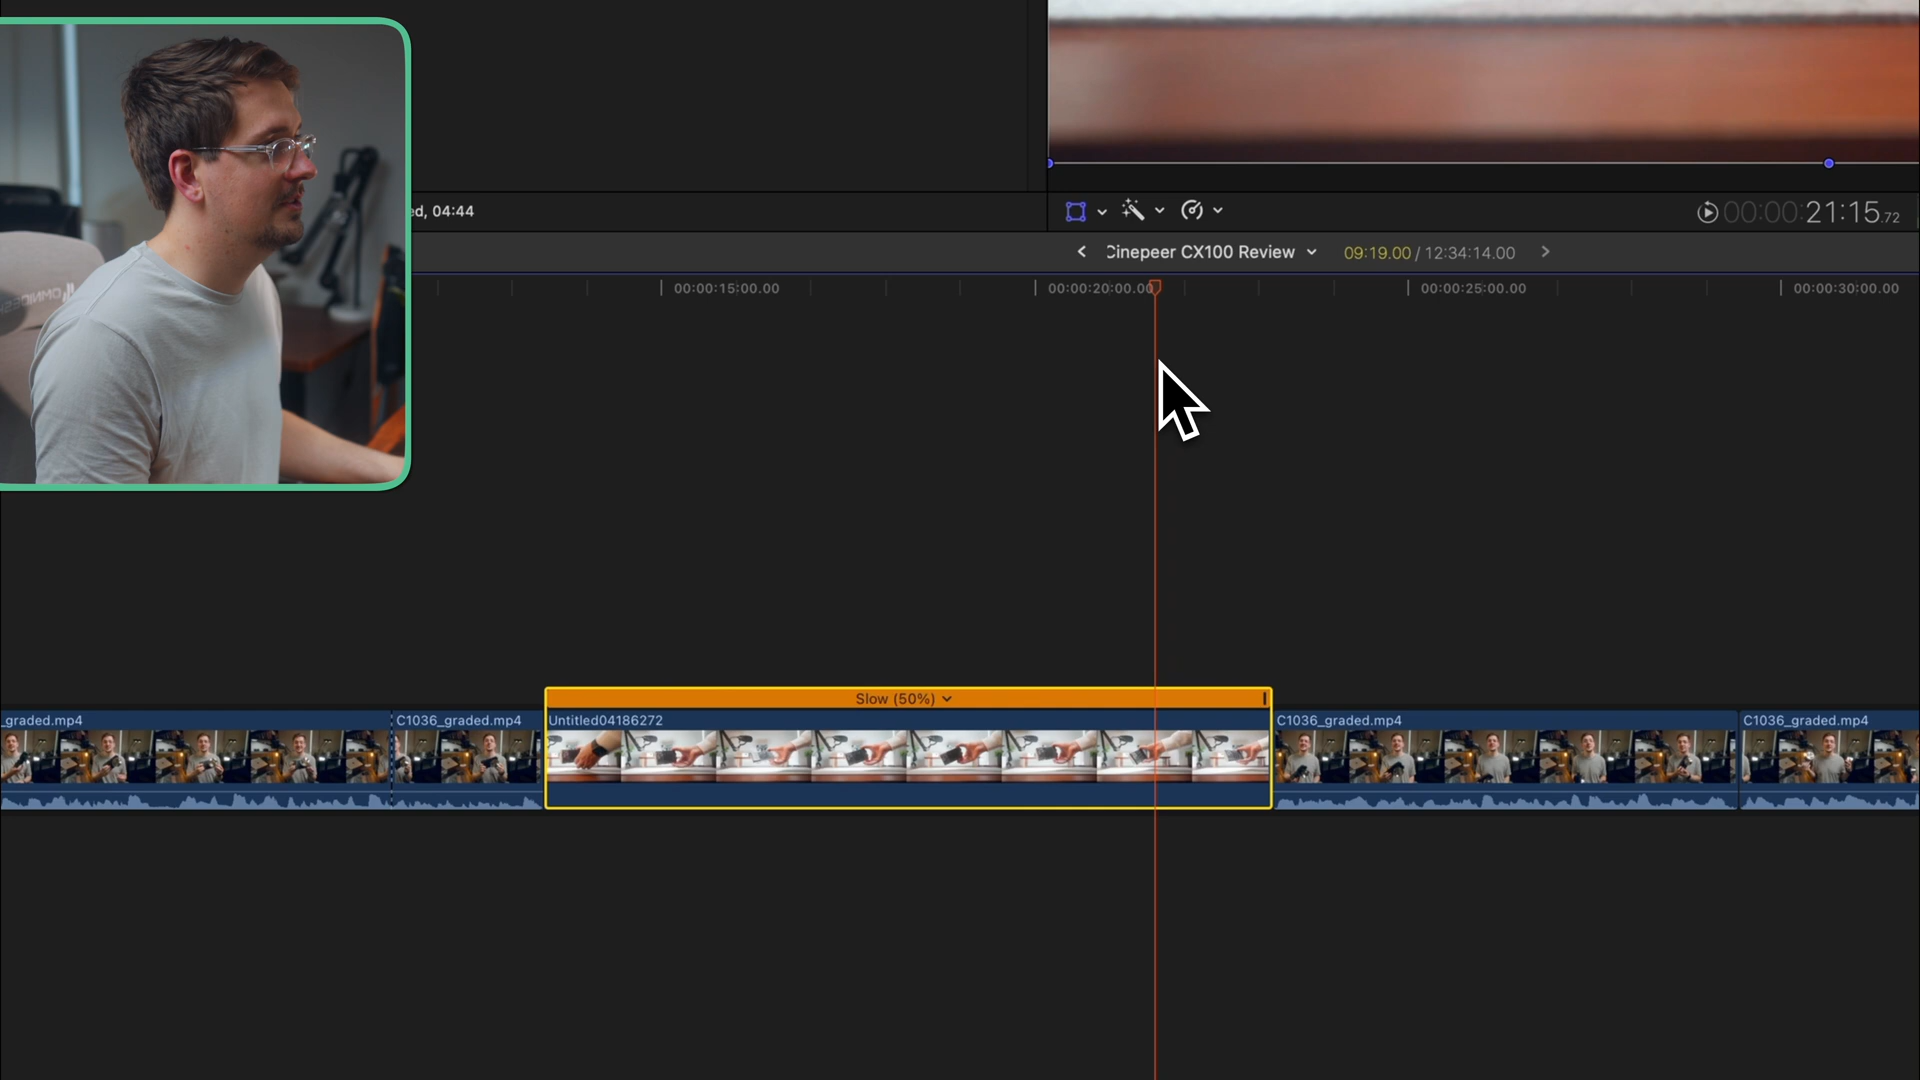 ed, 04:44
00:00:21:15.72
Cinepeer CX100 Review
09:19.00 / 12:34:14.00
00:00:15:00.00
00:00:20:00.00
00:00:25:00.00
00:00:30:00.00
Slow (50%)
_graded.mp4
C1036_graded.mp4
Untitled04186272
C1036_graded.mp4
C1036_graded.mp4